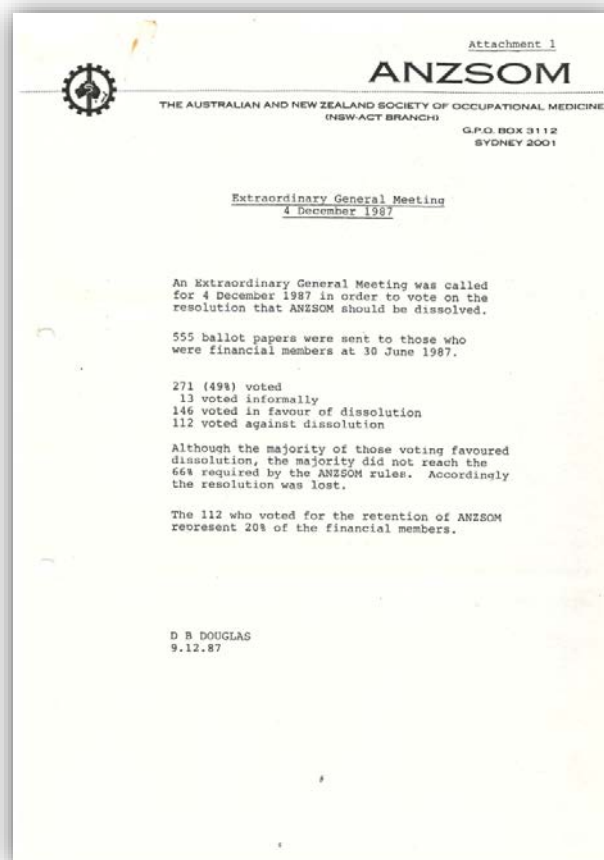 Attachment 1
ANZSOM
THE AUSTRALIAN AND NEW ZEALAND SOCIETY OF OCCUPATIONAL MEDICINE
(NSW-ACT BRANCH)
G.P.O. BOX 3112
SYDNEY 2001
Extraordinary General Meeting
4 December 1987
An Extraordinary General Meeting was called
for 4 December 1987 in order to vote on the
resolution that ANZSOM should be dissolved.
555 ballot papers were sent to those who
were financial members at 30 June 1987.
271 (49%) voted
13 voted informally
146 voted in favour of dissolution
112 voted against dissolution
Although the majority of those voting favoured
dissolution, the majority did not reach the
66% required by the ANZSOM rules. Accordingly
the resolution was lost.
The 112 who voted for the retention of ANZSOM
represent 20% of the financial members.
D B DOUGLAS
9.12.87